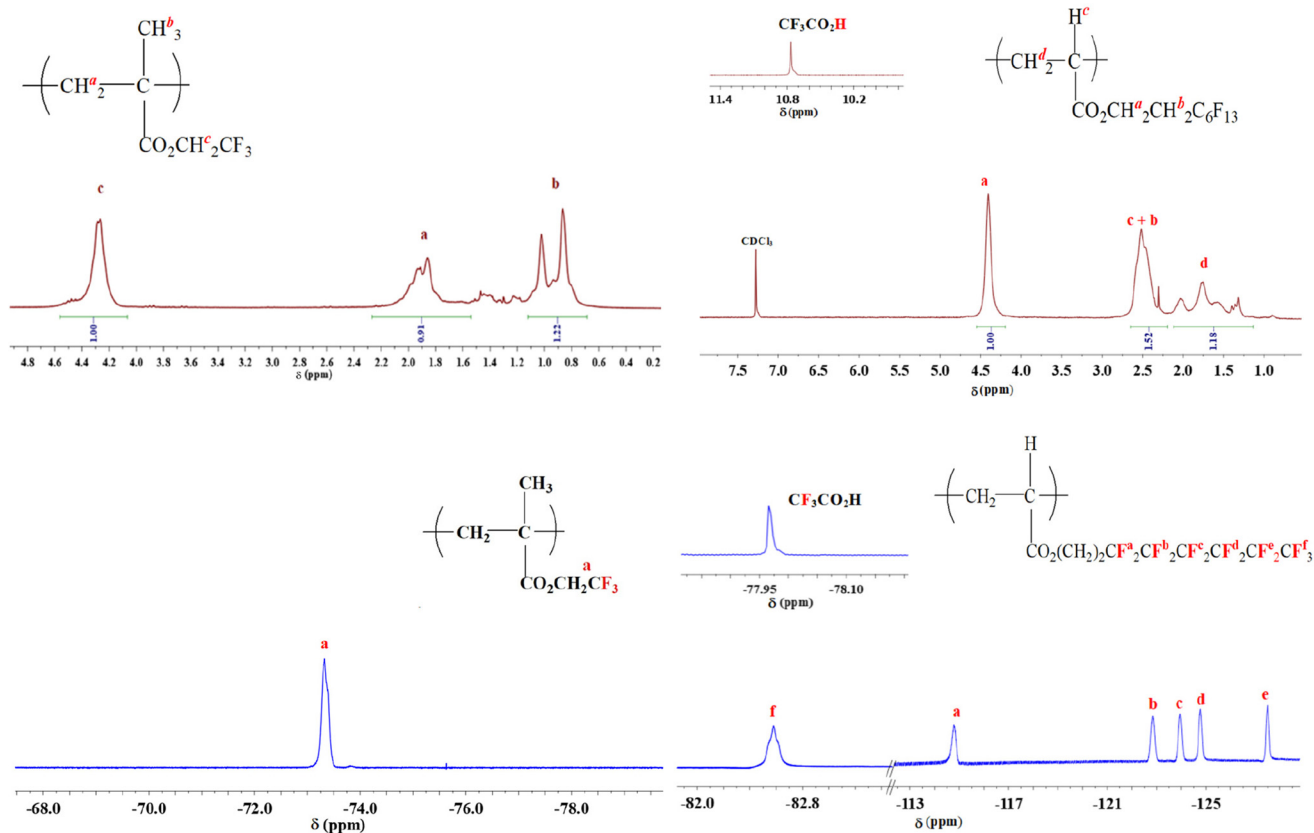 CHᵇ₃
CHᵃ₂
C
CO₂CHᶜ₂CF₃
c
a
b
1.00
0.91
1.22
4.8 4.6 4.4 4.2 4.0 3.8 3.6 3.4 3.2 3.0 2.8 2.6 2.4 2.2 2.0 1.8 1.6 1.4 1.2 1.0 0.8 0.6 0.4 0.2
δ (ppm)
CF₃CO₂H
11.4 10.8 10.2
δ (ppm)
Hᶜ
CHᵈ₂
C
CO₂CHᵃ₂CHᵇ₂C₆F₁₃
a
c + b
CDCl₃
d
1.00
1.52
1.18
7.5 7.0 6.5 6.0 5.5 5.0 4.5 4.0 3.5 3.0 2.5 2.0 1.5 1.0
δ (ppm)
CH₃
CH₂
C
a
CO₂CH₂CF₃
a
-68.0 -70.0 -72.0 -74.0 -76.0 -78.0
δ (ppm)
CF₃CO₂H
-77.95 -78.10
δ (ppm)
H
CH₂
C
CO₂(CH₂)₂CFᵃ₂CFᵇ₂CFᶜ₂CFᵈ₂CFᵉ₂CFᶠ₃
f
a
b
c
d
e
-82.0 -82.8 -113 -117 -121 -125
δ (ppm)